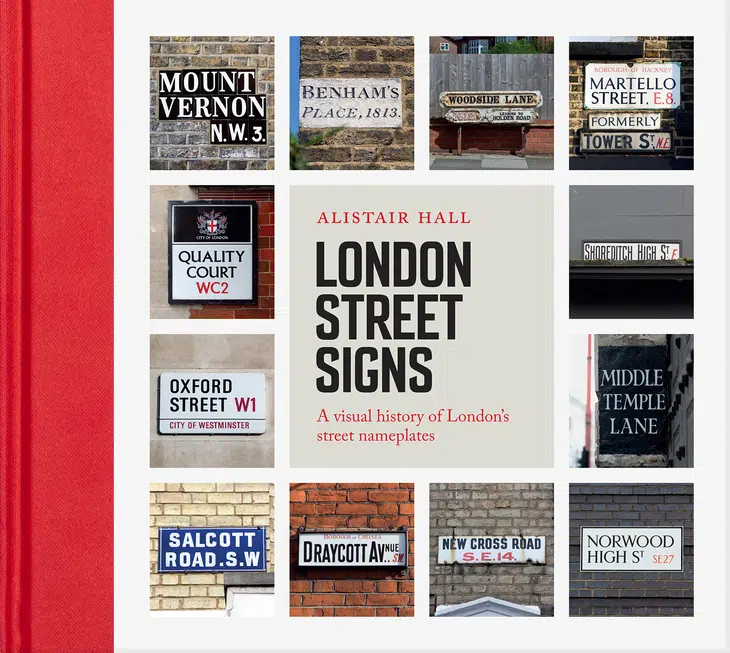 MOUNT
VERNON
N.W.3.
BENHAM'S
PLACE, 1813.
WOODSIDE LANE.
LEADING TO
HOLDEN ROAD
BOROUGH OF HACKNEY
MARTELLO
STREET. E.8.
FORMERLY
TOWER ST. N.E.
CITY OF LONDON
QUALITY
COURT
WC2
ALISTAIR HALL
LONDON
STREET
SIGNS
A visual history of London's
street nameplates
SHOREDITCH HIGH ST. E
OXFORD
STREET W1
CITY OF WESTMINSTER
MIDDLE
TEMPLE
LANE
SALCOTT
ROAD.S.W
BOROUGH OF CHELSEA
DRAYCOTT AVNUE.. SW
NEW CROSS ROAD
S.E.14.
NORWOOD
HIGH ST SE27